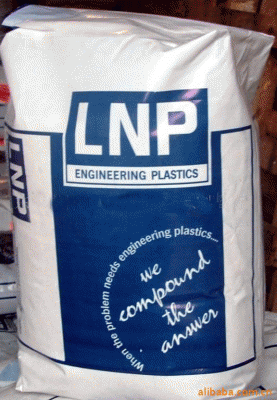 LNP
ENGINEERING PLASTICS
LNP
When the problem needs engineering plastics...
we
compound
the
answer
alibaba.com.cn